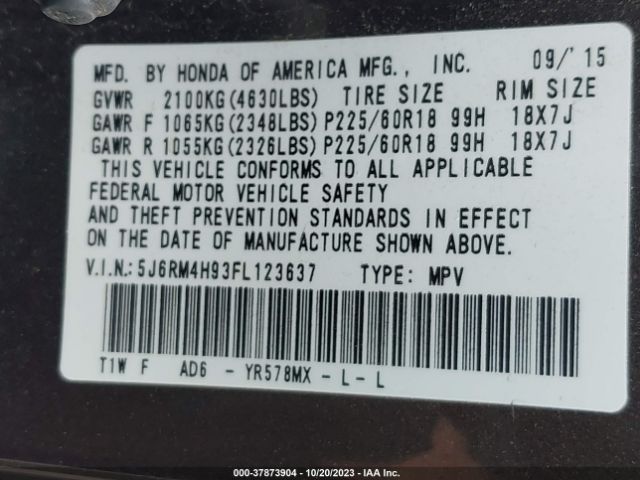 MFD. BY HONDA OF AMERICA MFG., INC. 09/'15
GVWR 2100KG(4630LBS) TIRE SIZE RIM SIZE
GAWR F 1065KG(2348LBS) P225/60R18 99H 18X7J
GAWR R 1055KG(2326LBS) P225/60R18 99H 18X7J
THIS VEHICLE CONFORMS TO ALL APPLICABLE
FEDERAL MOTOR VEHICLE SAFETY
AND THEFT PREVENTION STANDARDS IN EFFECT
ON THE DATE OF MANUFACTURE SHOWN ABOVE.
V.I.N.:5J6RM4H93FL123637 TYPE: MPV
T1W F AD6 - YR578MX - L - L
000-37873904 - 10/20/2023 - IAA Inc.